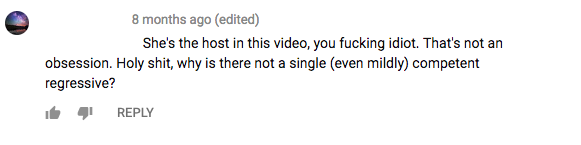 8 months ago (edited)
She's the host in this video, you fucking idiot. That's not an
obsession. Holy shit, why is there not a single (even mildly) competent
regressive?
REPLY